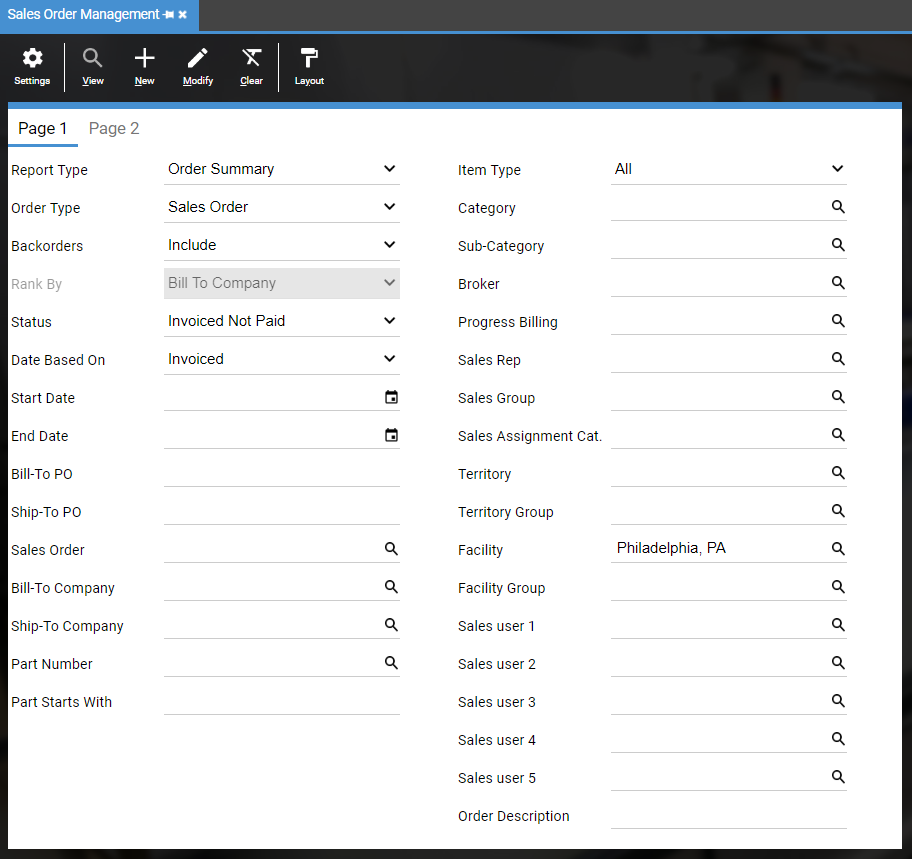 Sales Order Management
Settings
View
New
Modify
Clear
Layout
Page 1
Page 2
Report Type
Order Summary
Order Type
Sales Order
Backorders
Include
Rank By
Bill To Company
Status
Invoiced Not Paid
Date Based On
Invoiced
Start Date
End Date
Bill-To PO
Ship-To PO
Sales Order
Bill-To Company
Ship-To Company
Part Number
Part Starts With
Item Type
All
Category
Sub-Category
Broker
Progress Billing
Sales Rep
Sales Group
Sales Assignment Cat.
Territory
Territory Group
Facility
Philadelphia, PA
Facility Group
Sales user 1
Sales user 2
Sales user 3
Sales user 4
Sales user 5
Order Description